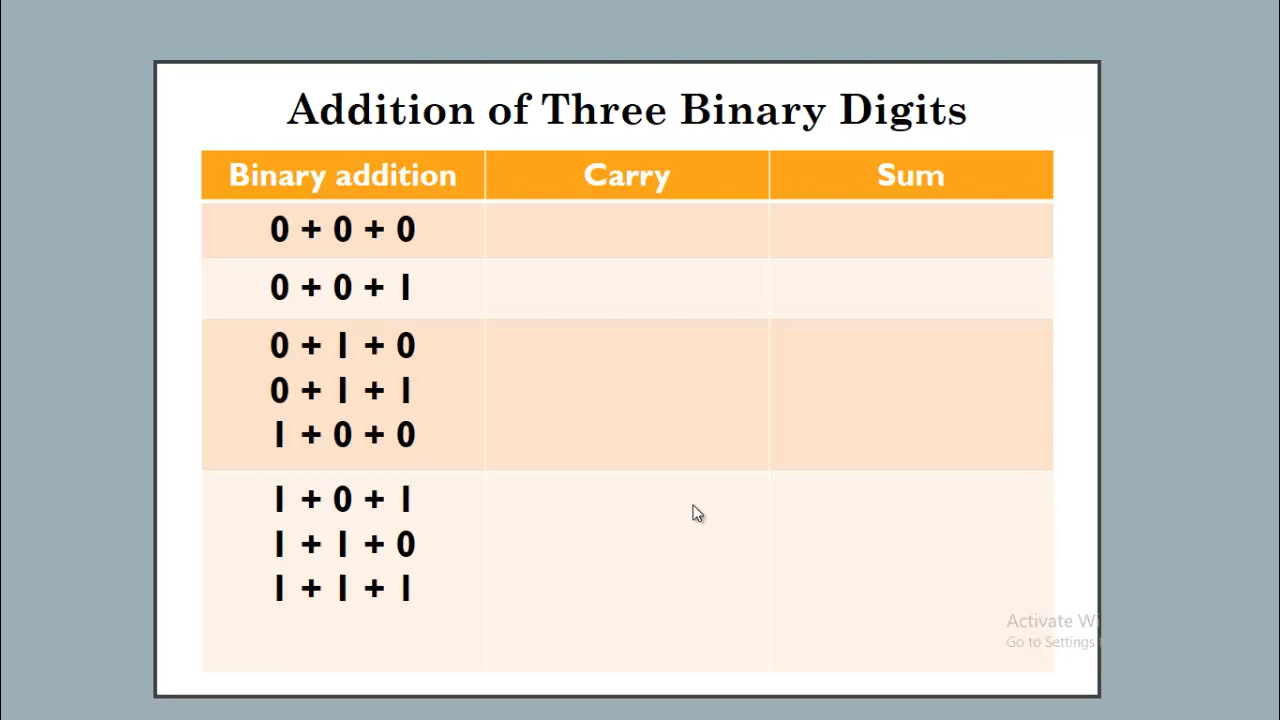 Addition of Three Binary Digits
Binary addition Carry Sum
0 + 0 + 0
0 + 0 + 1
0 + 1 + 0
0 + 1 + 1
1 + 0 + 0
1 + 0 + 1
1 + 1 + 0
1 + 1 + 1
Activate Wi
Go to Settings